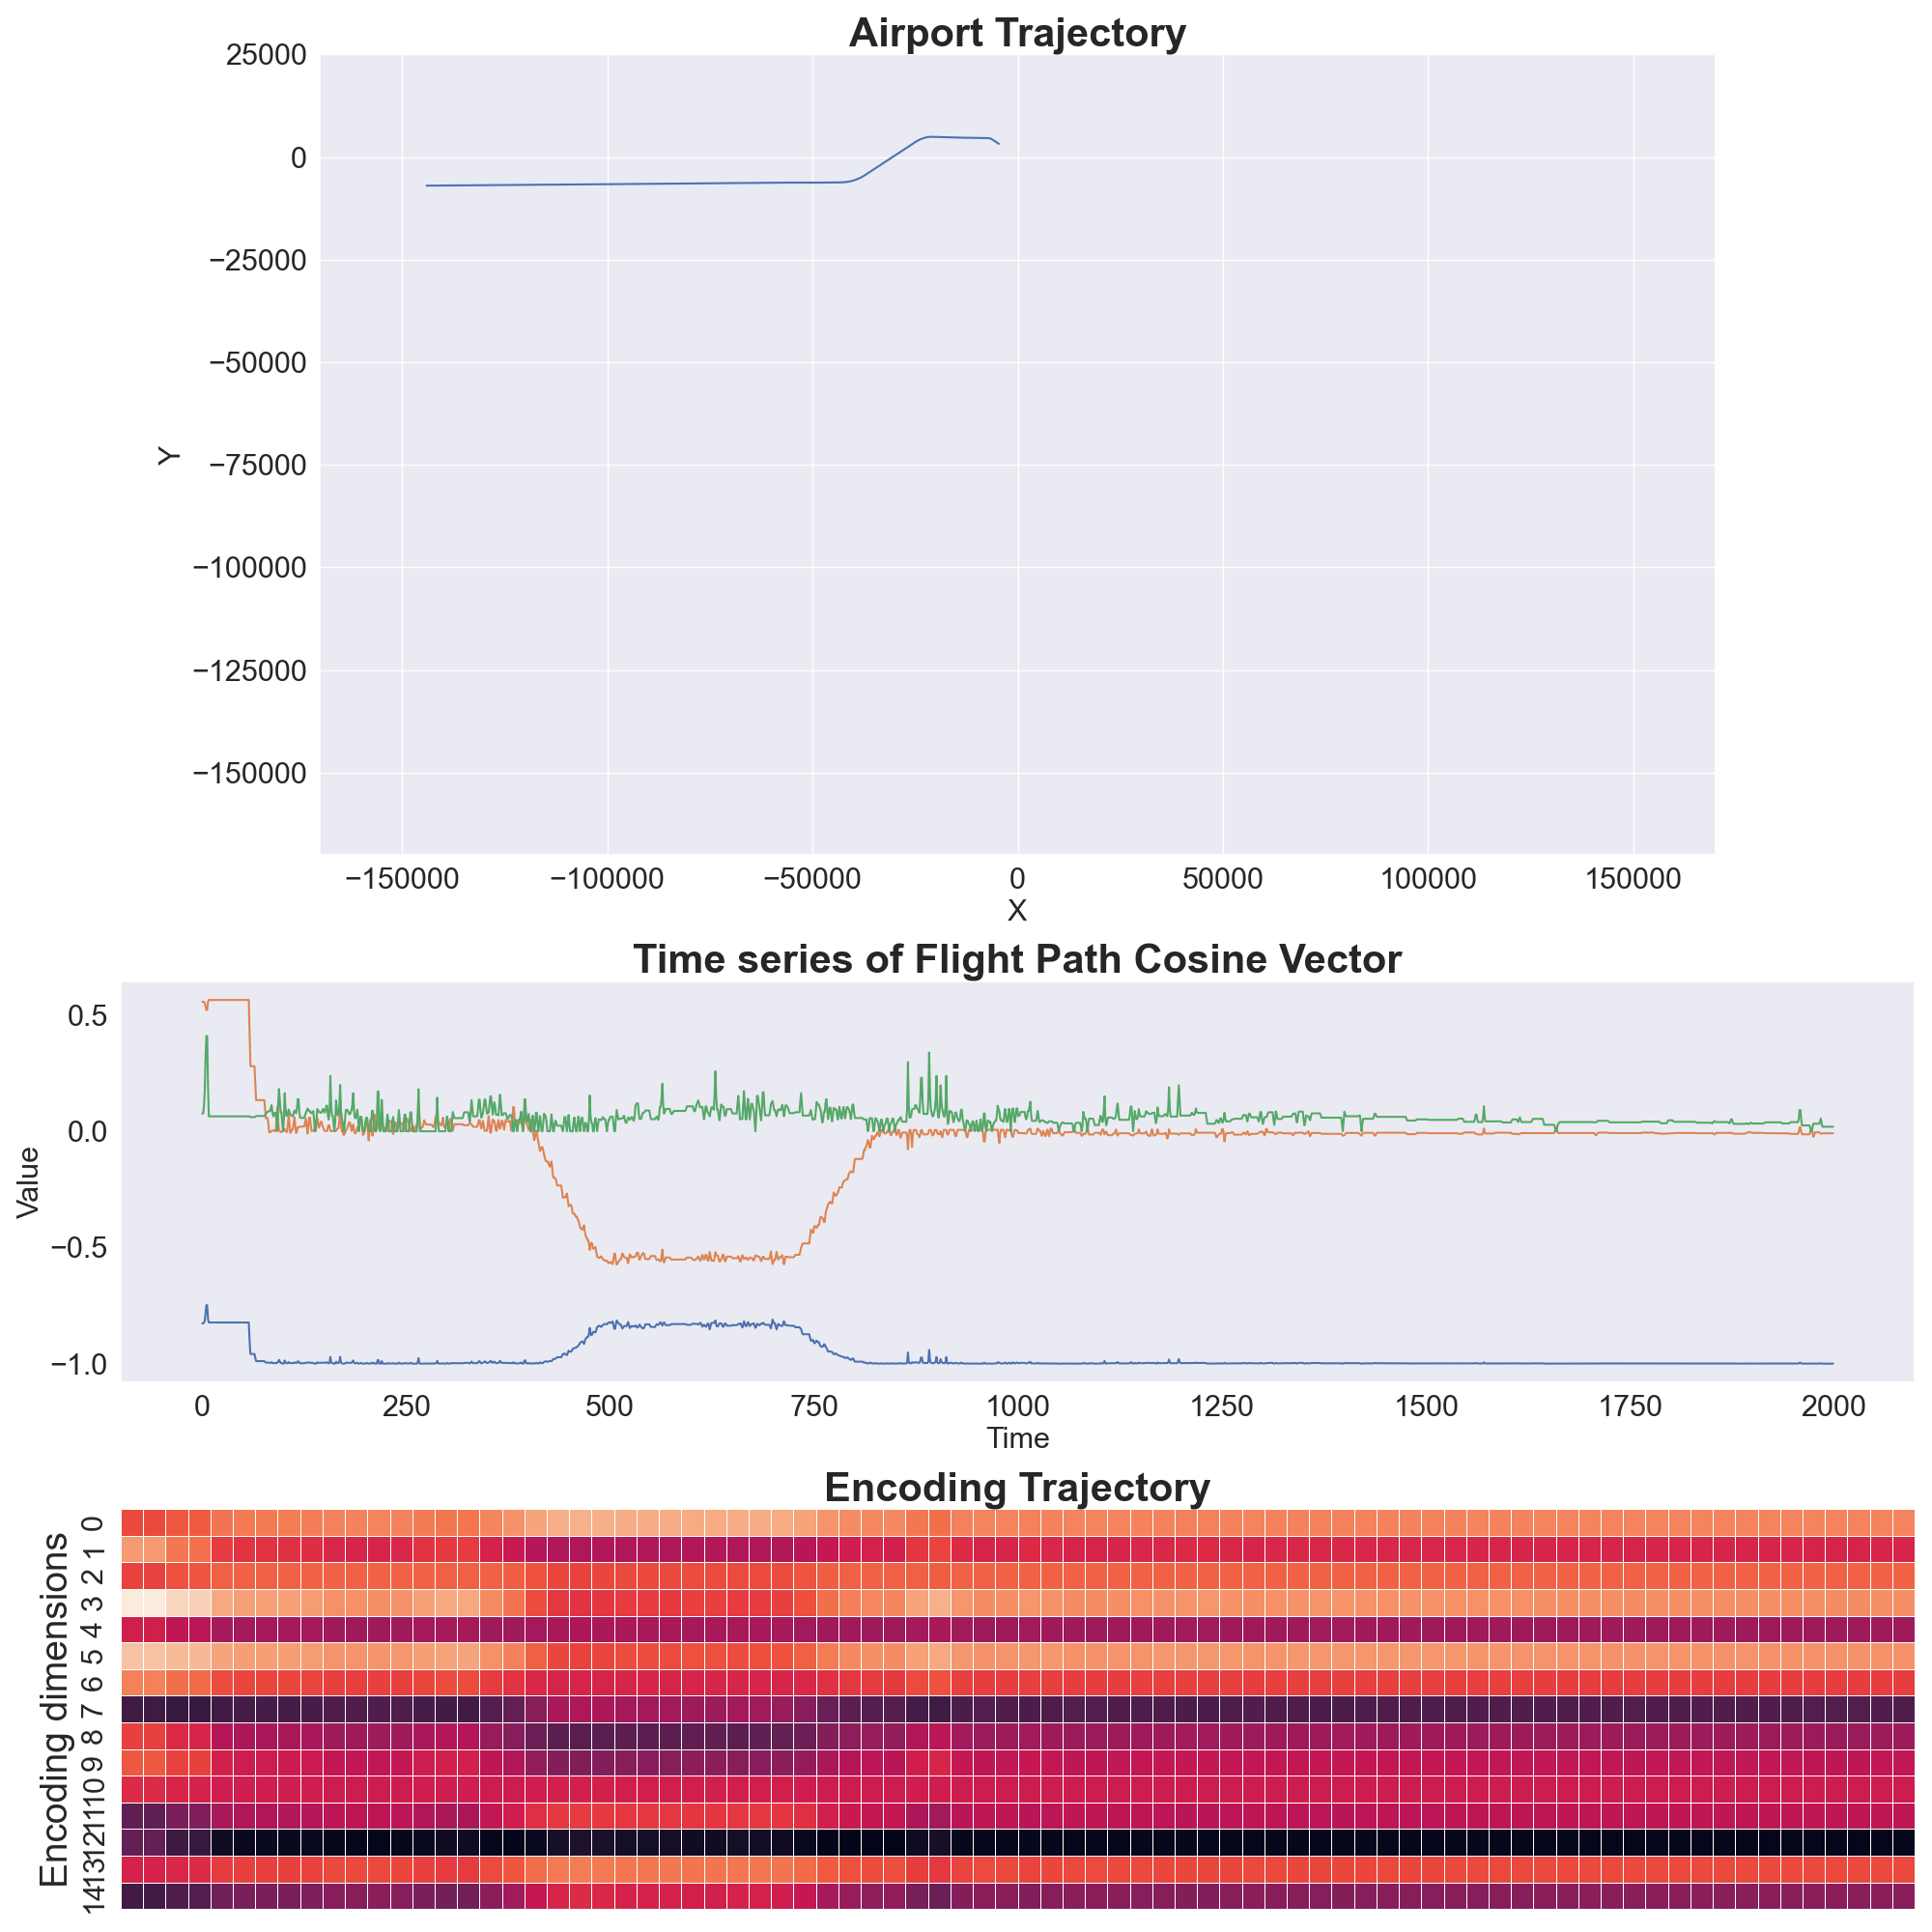 Airport Trajectory
25000
0
−25000
−50000
−75000
−100000
−125000
−150000
Y
−150000 −100000 −50000 0 50000 100000 150000
X
Time series of Flight Path Cosine Vector
0.5
0.0
−0.5
−1.0
Value
0 250 500 750 1000 1250 1500 1750 2000
Time
Encoding Trajectory
Encoding dimensions
0
1
2
3
4
5
6
7
8
9
10
11
12
13
14